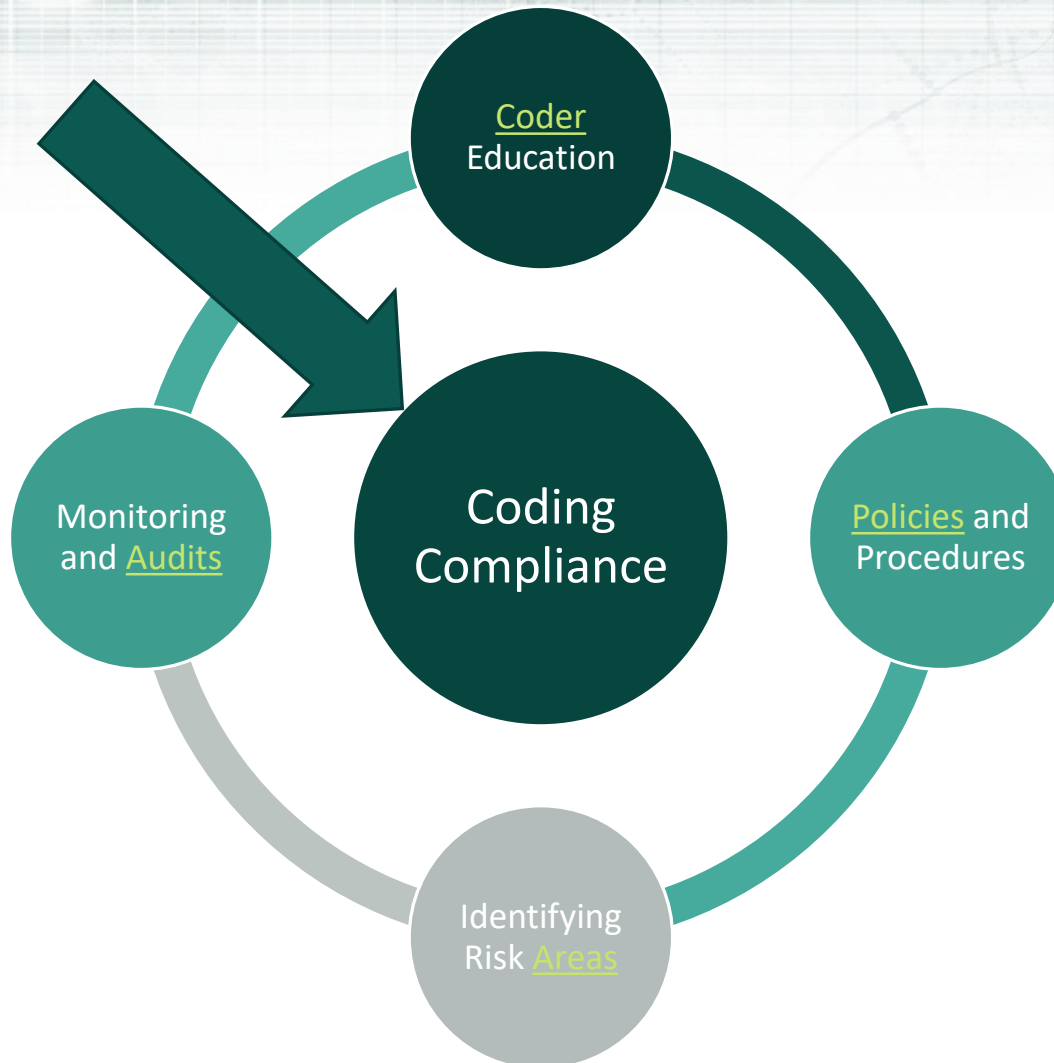 Coder
Education
Coding
Compliance
Monitoring
and Audits
Policies and
Procedures
Identifying
Risk Areas